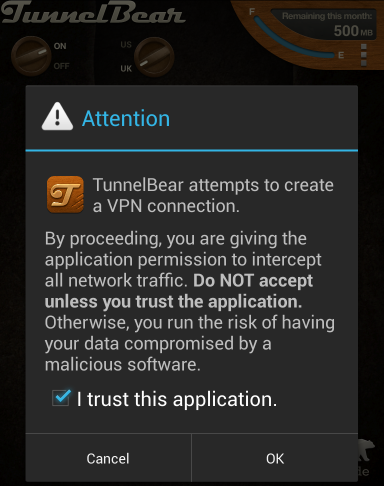 TunnelBear
Remaining this month:
500 MB
F
E
ON
OFF
US
UK
Attention
T
TunnelBear attempts to create
a VPN connection.
By proceeding, you are giving the
application permission to intercept
all network traffic. Do NOT accept
unless you trust the application.
Otherwise, you run the risk of having
your data compromised by a
malicious software.
I trust this application.
Cancel
OK